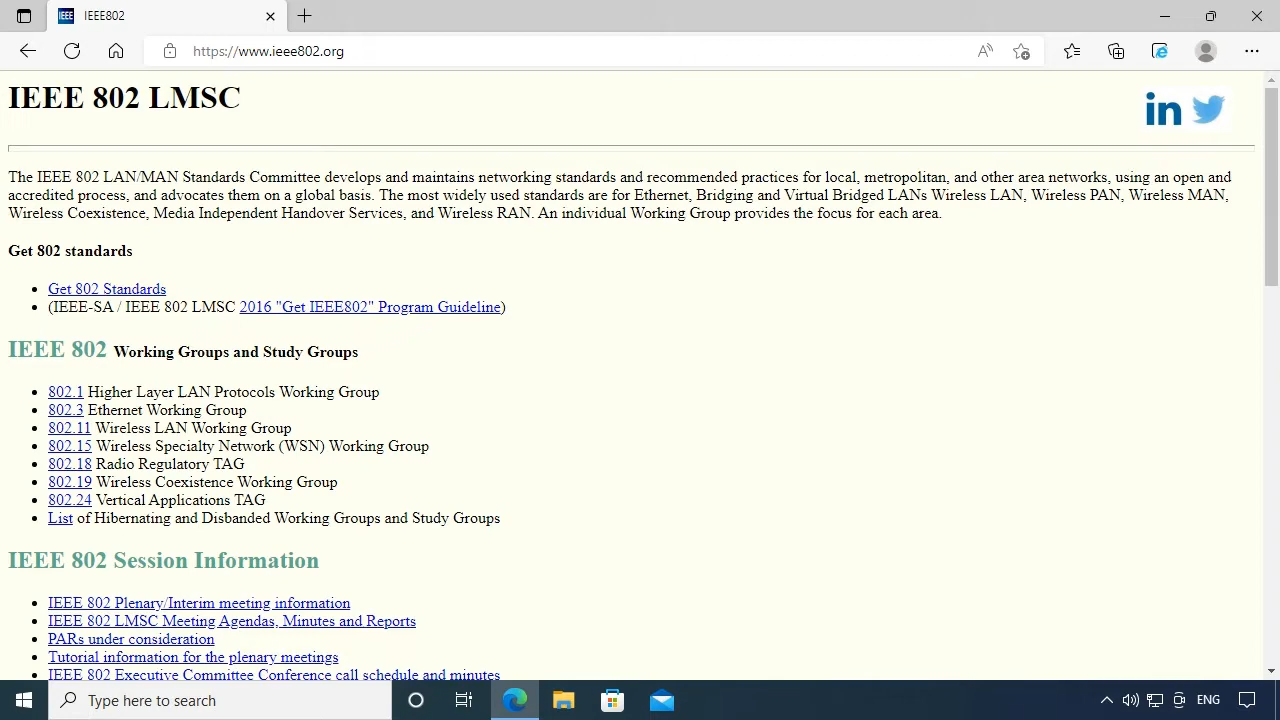 IEEE802
https://www.ieee802.org
IEEE 802 LMSC
The IEEE 802 LAN/MAN Standards Committee develops and maintains networking standards and recommended practices for local, metropolitan, and other area networks, using an open and
accredited process, and advocates them on a global basis. The most widely used standards are for Ethernet, Bridging and Virtual Bridged LANs Wireless LAN, Wireless PAN, Wireless MAN,
Wireless Coexistence, Media Independent Handover Services, and Wireless RAN. An individual Working Group provides the focus for each area.
Get 802 standards
Get 802 Standards
(IEEE-SA / IEEE 802 LMSC 2016 "Get IEEE802" Program Guideline)
IEEE 802 Working Groups and Study Groups
802.1 Higher Layer LAN Protocols Working Group
802.3 Ethernet Working Group
802.11 Wireless LAN Working Group
802.15 Wireless Specialty Network (WSN) Working Group
802.18 Radio Regulatory TAG
802.19 Wireless Coexistence Working Group
802.24 Vertical Applications TAG
List of Hibernating and Disbanded Working Groups and Study Groups
IEEE 802 Session Information
IEEE 802 Plenary/Interim meeting information
IEEE 802 LMSC Meeting Agendas, Minutes and Reports
PARs under consideration
Tutorial information for the plenary meetings
IEEE 802 Executive Committee Conference call schedule and minutes
Type here to search
ENG